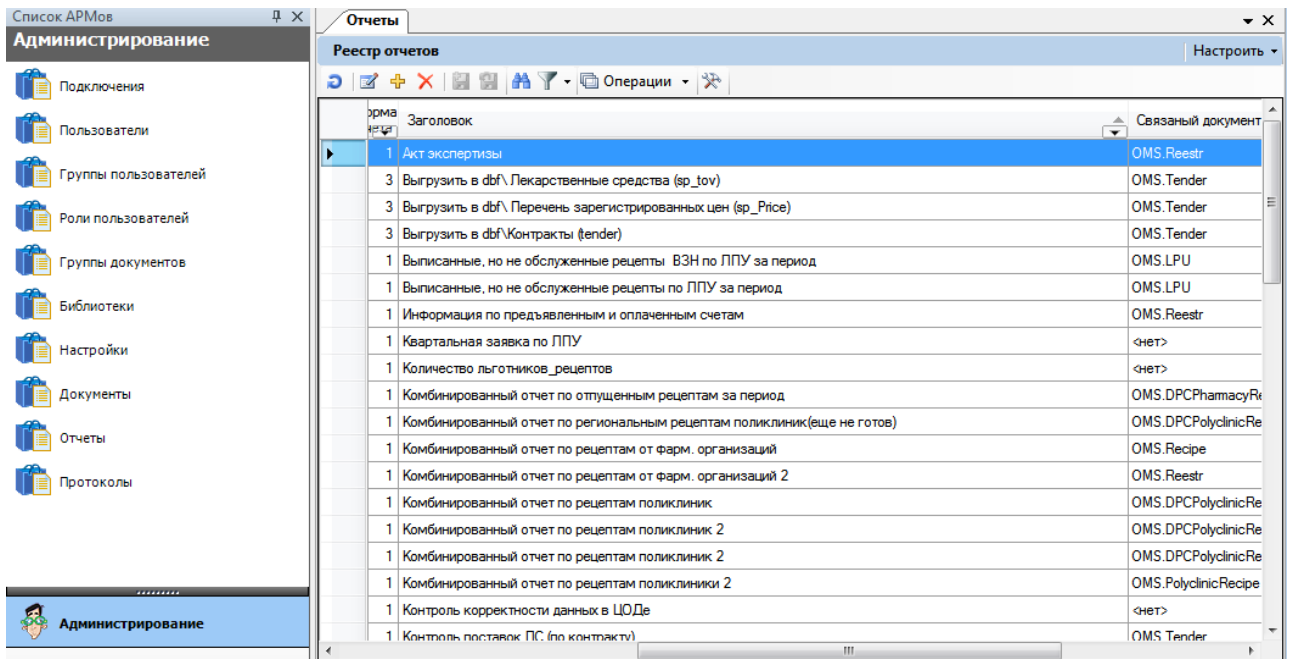 Список АРМов
Администрирование
Подключения
Пользователи
Группы пользователей
Роли пользователей
Группы документов
Библиотеки
Настройки
Документы
Отчеты
Протоколы
Администрирование
Отчеты
Реестр отчетов Настроить
Операции
Заголовок Связаный документ
1 Акт экспертизы OMS.Reestr
3 Выгрузить в dbf\ Лекарственные средства (sp_tov) OMS.Tender
3 Выгрузить в dbf\ Перечень зарегистрированных цен (sp_Price) OMS.Tender
3 Выгрузить в dbf\Контракты (tender) OMS.Tender
1 Выписанные, но не обслуженные рецепты ВЗН по ЛПУ за период OMS.LPU
1 Выписанные, но не обслуженные рецепты по ЛПУ за период OMS.LPU
1 Информация по предъявленным и оплаченным счетам OMS.Reestr
1 Квартальная заявка по ЛПУ <нет>
1 Количество льготников_рецептов <нет>
1 Комбинированный отчет по отпущенным рецептам за период OMS.DPCPharmacyRe
1 Комбинированный отчет по региональным рецептам поликлиник(еще не готов) OMS.DPCPolyclinicRe
1 Комбинированный отчет по рецептам от фарм. организаций OMS.Recipe
1 Комбинированный отчет по рецептам от фарм. организаций 2 OMS.Reestr
1 Комбинированный отчет по рецептам поликлиник OMS.DPCPolyclinicRe
1 Комбинированный отчет по рецептам поликлиник 2 OMS.DPCPolyclinicRe
1 Комбинированный отчет по рецептам поликлиник 2 OMS.DPCPolyclinicRe
1 Комбинированный отчет по рецептам поликлиники 2 OMS.PolyclinicRecipe
1 Контроль корректности данных в ЦОДе <нет>
1 Контроль поставок ЛС (по контракту) OMS.Tender